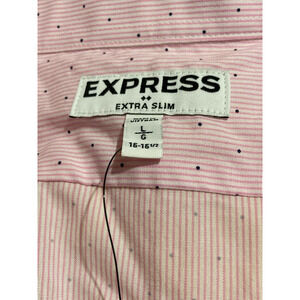 EXPRESS
EXTRA SLIM
L
G
16-16 1/2